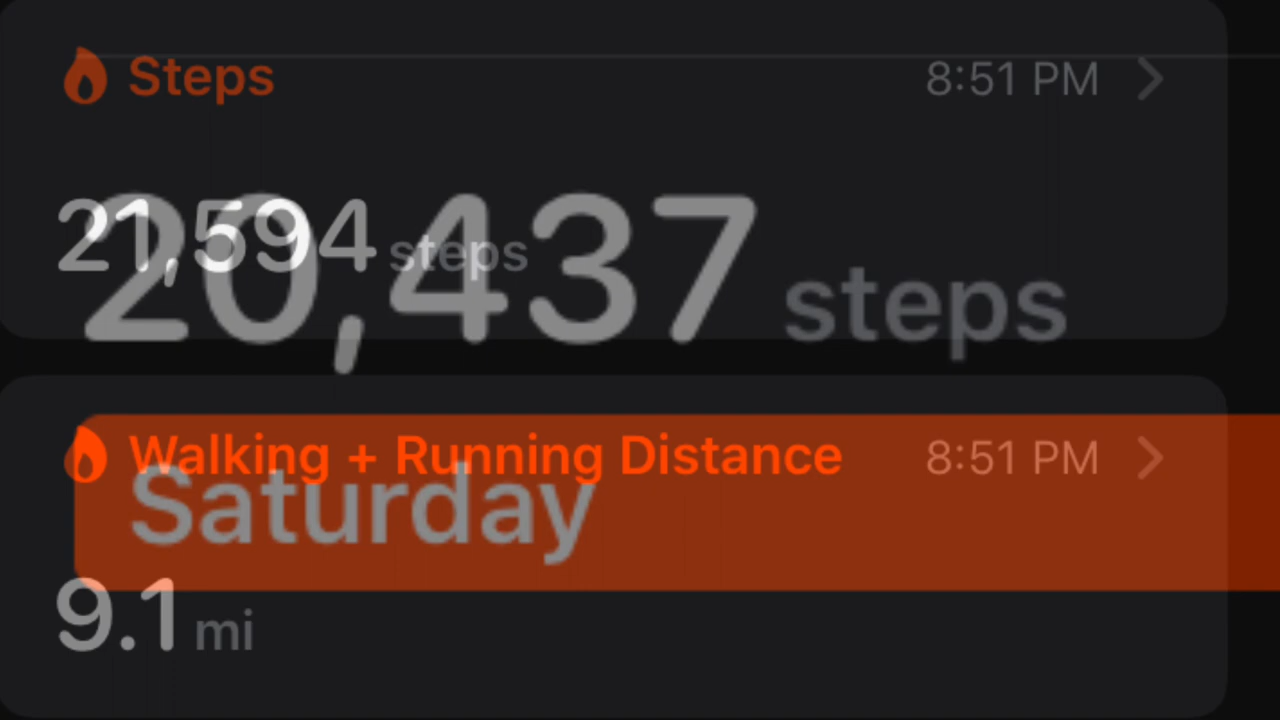 Steps 8:51 PM
21,594 steps
20,437 steps
Walking + Running Distance 8:51 PM
Saturday
9.1 mi